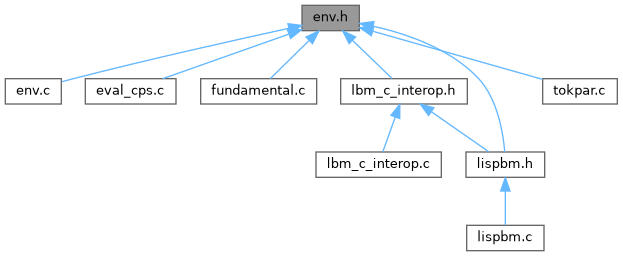 env.h
env.c
eval_cps.c
fundamental.c
lbm_c_interop.h
tokpar.c
lbm_c_interop.c
lispbm.h
lispbm.c